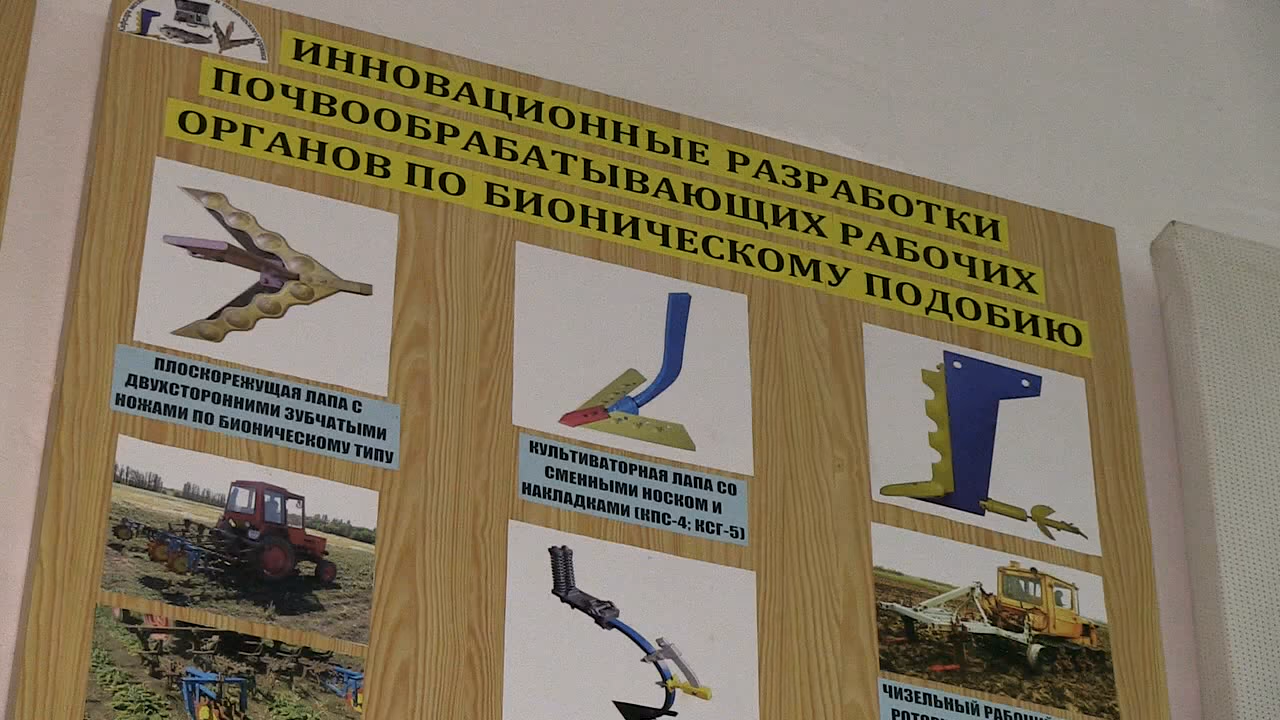 ИННОВАЦИОННЫЕ РАЗРАБОТКИ
ПОЧВООБРАБАТЫВАЮЩИХ РАБОЧИХ
ОРГАНОВ ПО БИОНИЧЕСКОМУ ПОДОБИЮ
ПЛОСКОРЕЖУЩАЯ ЛАПА С
ДВУХСТОРОННИМИ ЗУБЧАТЫМИ
НОЖАМИ ПО БИОНИЧЕСКОМУ ТИПУ
КУЛЬТИВАТОРНАЯ ЛАПА СО
СМЕННЫМИ НОСКОМ И
НАКЛАДКАМИ (КПС-4; КСГ-5)
ЧИЗЕЛЬНЫЙ